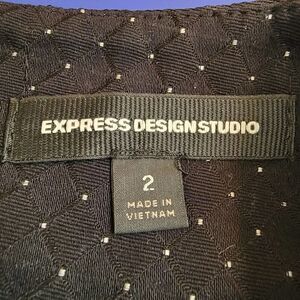 EXPRESS DESIGN STUDIO
2
MADE IN
VIETNAM